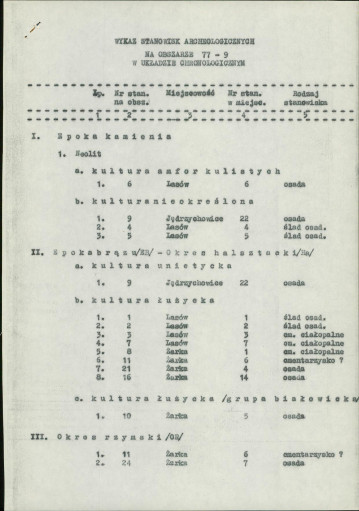 WYKAZ STANOWISK ARCHEOLOGICZNYCH
NA OBSZARZE 77 - 9
W UKŁADZIE CHRONOLOGICZNYM
Lp. Nr stan. Miejscowość Nr stan. Rodzaj
na obsz. w miejsc. stanowiska
1 2 3 4 5
I. Epoka kamienia
1. Neolit
a. kultura amfor kulistych
1. 6 Lasów 6 osada
b. kultura nieokreślona
1. 9 Jędrzychowice 22 osada
2. 4 Lasów 4 ślad osad.
3. 5 Lasów 5 ślad osad.
II. Epoka brązu/EB/ - Okres halsztacki/Ha/
a. kultura unietycka
1. 9 Jędrzychowice 22 osada
b. kultura łużycka
1. 1 Lasów 1 ślad osad.
2. 2 Lasów 2 ślad osad.
3. 3 Lasów 3 cm. ciałopalne
4. 7 Lasów 7 cm. ciałopalne
5. 8 Żarka 1 cm. ciałopalne
6. 11 Żarka 6 cmentarzysko ?
7. 21 Żarka 4 osada
8. 16 Żarka 14 osada
c. kultura łużycka /grupa białowicka/
1. 10 Żarka 5 osada
III. Okres rzymski /OR/
1. 11 Żarka 6 cmentarzysko ?
2. 24 Żarka 7 osada